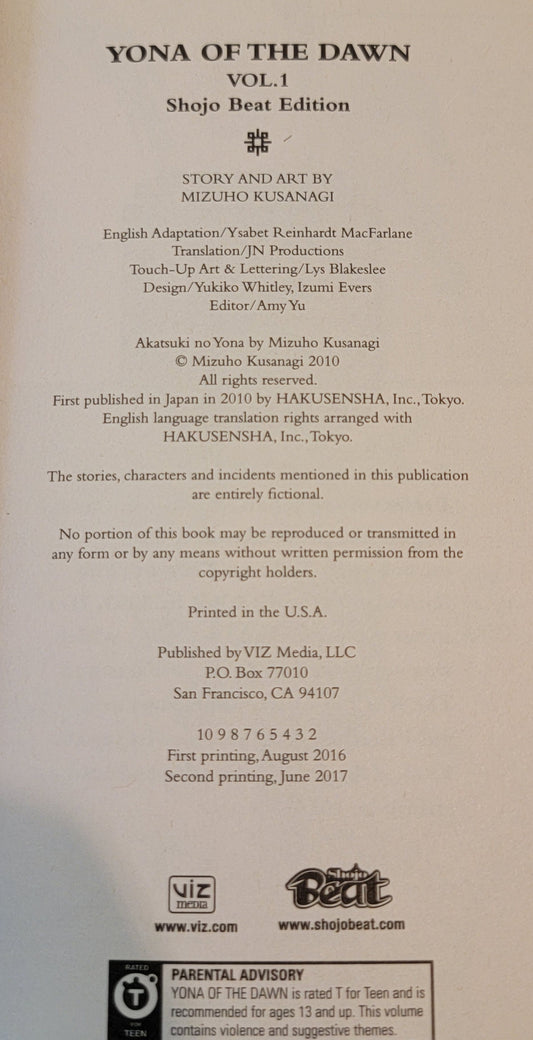 YONA OF THE DAWN
VOL.1
Shojo Beat Edition
STORY AND ART BY
MIZUHO KUSANAGI
English Adaptation/Ysabet Reinhardt MacFarlane
Translation/JN Productions
Touch-Up Art & Lettering/Lys Blakeslee
Design/Yukiko Whitley, Izumi Evers
Editor/Amy Yu
Akatsuki no Yona by Mizuho Kusanagi
© Mizuho Kusanagi 2010
All rights reserved.
First published in Japan in 2010 by HAKUSENSHA, Inc., Tokyo.
English language translation rights arranged with
HAKUSENSHA, Inc., Tokyo.
The stories, characters and incidents mentioned in this publication
are entirely fictional.
No portion of this book may be reproduced or transmitted in
any form or by any means without written permission from the
copyright holders.
Printed in the U.S.A.
Published by VIZ Media, LLC
P.O. Box 77010
San Francisco, CA 94107
10 9 8 7 6 5 4 3 2
First printing, August 2016
Second printing, June 2017
viz
media
www.viz.com
Shojo
Beat
www.shojobeat.com
RATED
T
FOR
TEEN
PARENTAL ADVISORY
YONA OF THE DAWN is rated T for Teen and is
recommended for ages 13 and up. This volume
contains violence and suggestive themes.